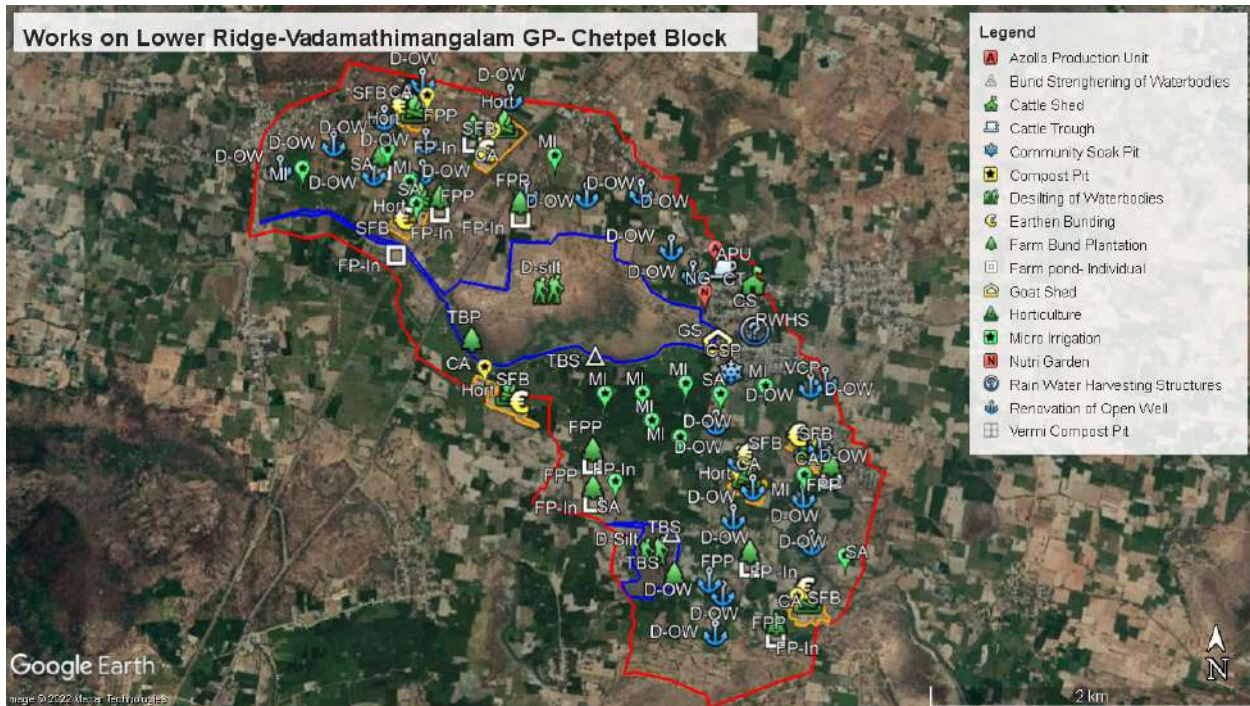 Works on Lower Ridge-Vadamathimangalam GP- Chetpet Block
Legend
Azolla Production Unit
Bund Strenghening of Waterbodies
Cattle Shed
Cattle Trough
Community Soak Pit
Compost Pit
Desilting of Waterbodies
Earthen Bunding
Farm Bund Plantation
Farm pond- Individual
Goat Shed
Horticulture
Micro Irrigation
Nutri Garden
Rain Water Harvesting Structures
Renovation of Open Well
Vermi Compost Pit
D-OW
D-OW
SFB CA
Hort
Hort
FPP
SFB
D-OW
D-OW
D-OW
FP-In
CA
MI
D-OW
MI
SA
MI
D-OW
D-OW
SA
FPP
FPP
D-OW
D-OW
Hort
SFB
FP-In
FP-In
D-OW
FP-In
D-OW
APU
D-silt
NG
CT
CS
TBP
GS
RWHS
TBS
CSP
CA
SFB
MI
VCP
Hort
MI
MI
MI
SA
D-OW
D-OW
MI
D-OW
D-OW
FPP
SFB
SFB
CA
CA
D-OW
FPP
FP-In
Hort
FP-In
SA
D-OW
MI
FPP
D-OW
TBS
D-Silt
D-OW
D-OW
TBS
FPP
FP-In
SA
D-OW
CA
SFB
D-OW
D-OW
FPP
FP-In
Google Earth
Image © 2022 Maxar Technologies
N
2 km